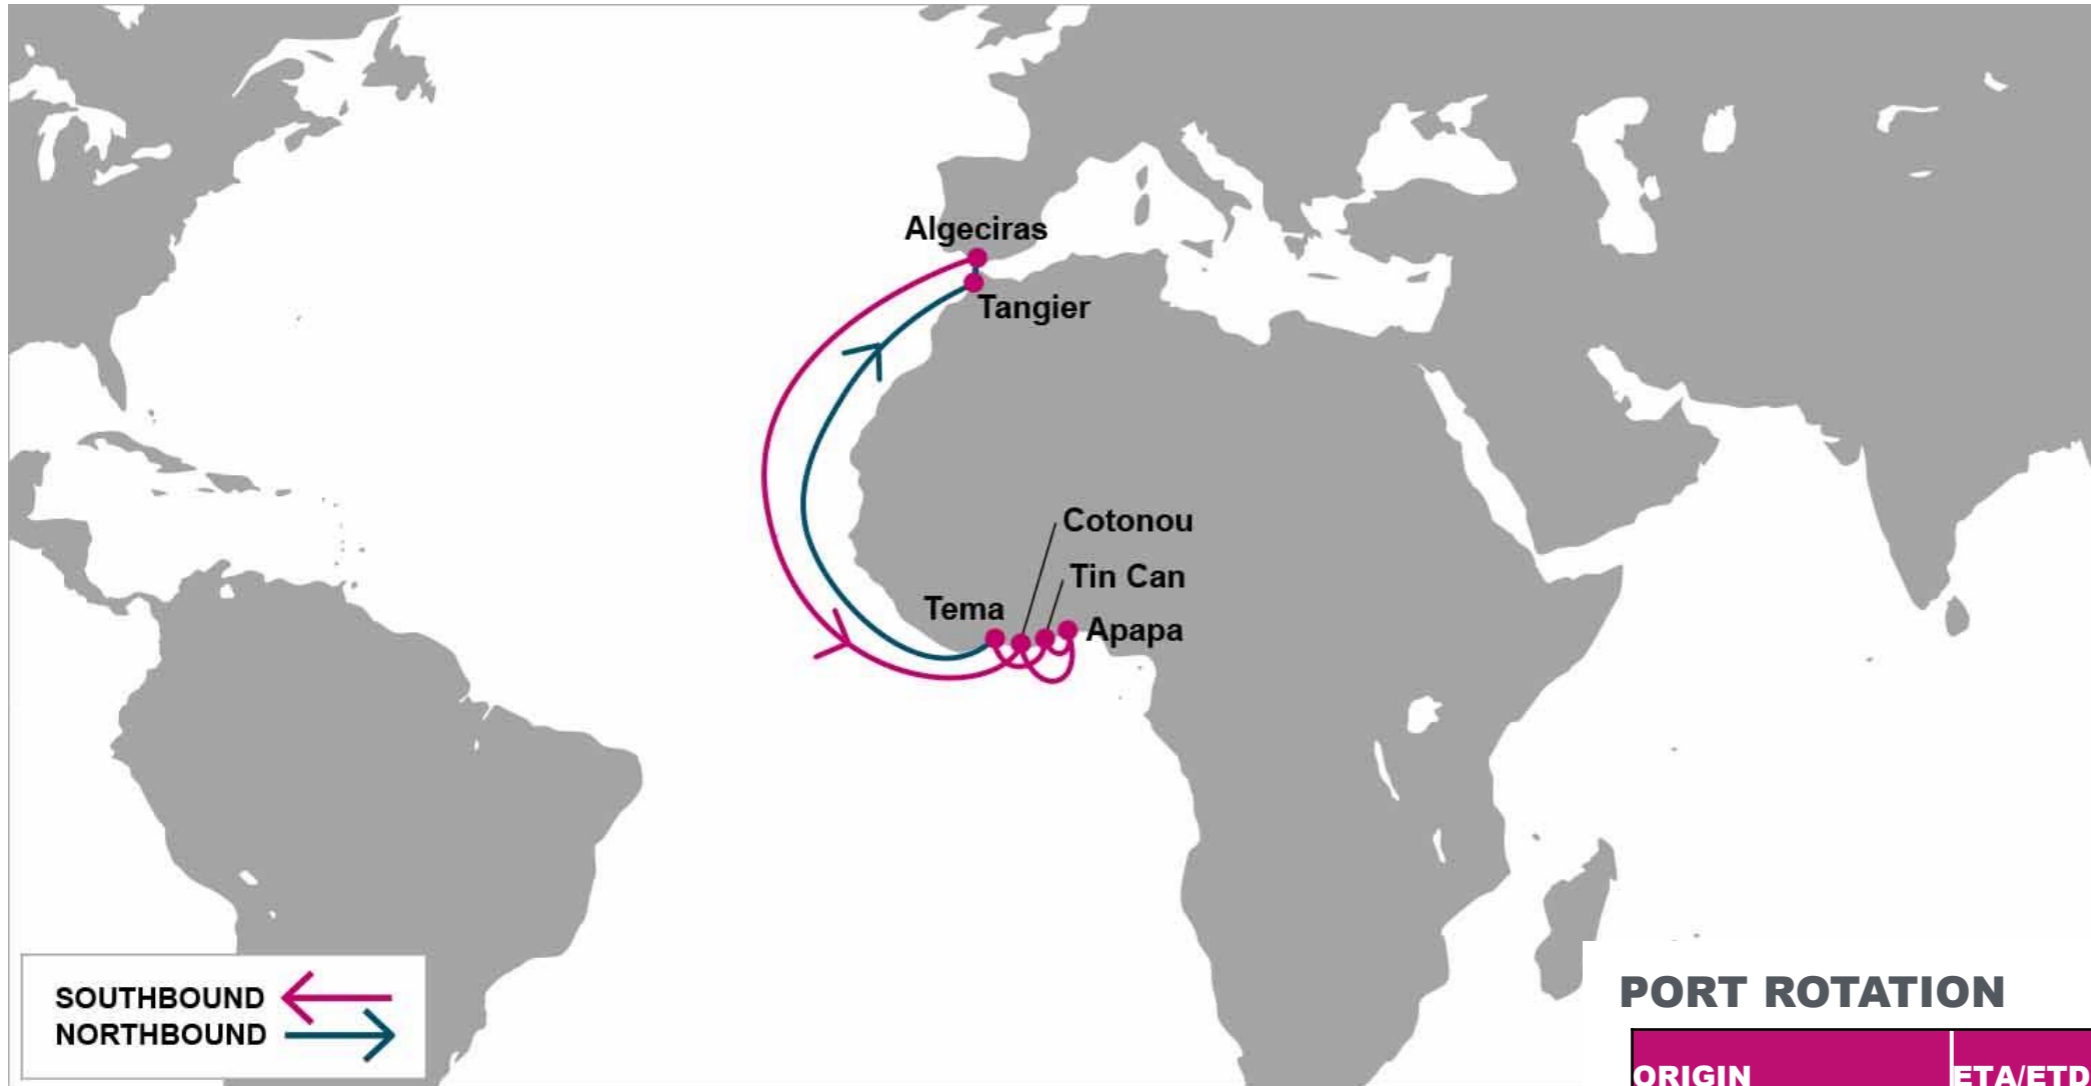 Algeciras
Tangier
Cotonou
Tin Can
Tema
Apapa
SOUTHBOUND
NORTHBOUND
PORT ROTATION
ORIGIN ETA/ETD